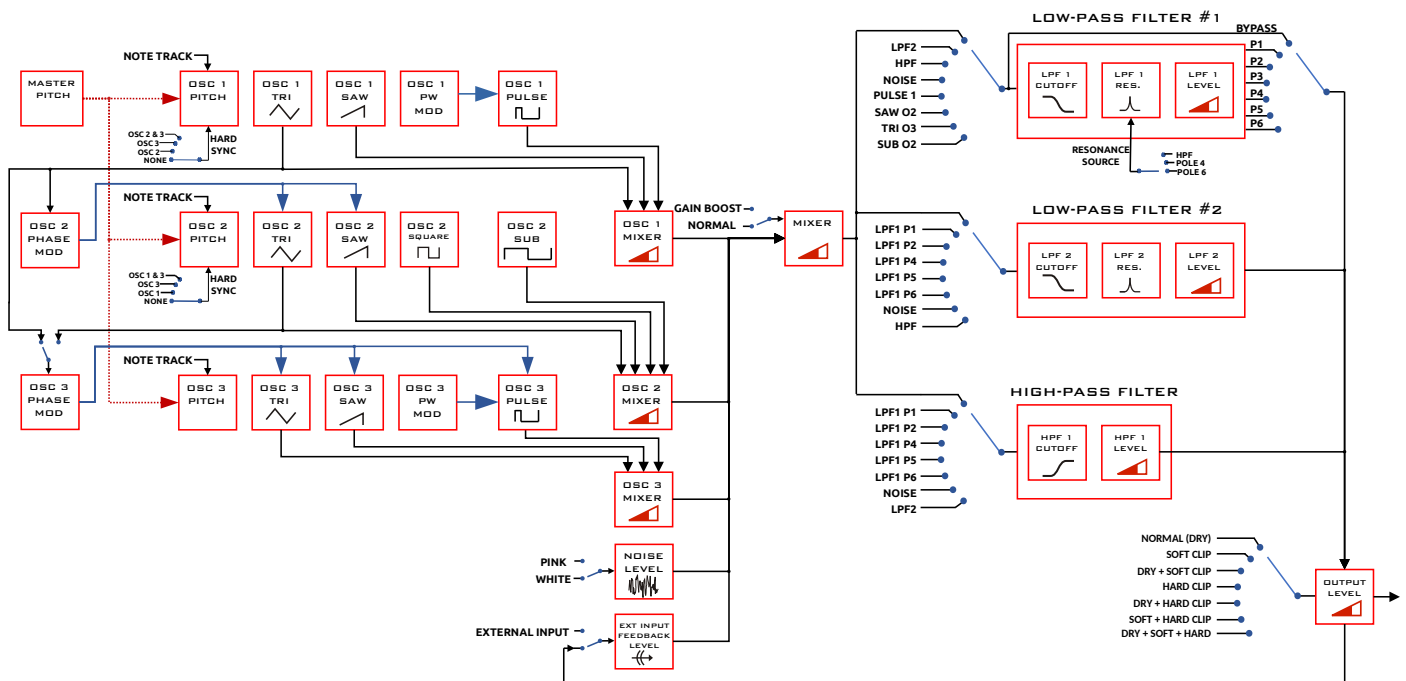 MASTER
PITCH
NOTE TRACK
OSC 1
PITCH
OSC 2 & 3
OSC 3
OSC 2
NONE
HARD
SYNC
OSC 1
TRI
OSC 1
SAW
OSC 1
PW
MOD
OSC 1
PULSE
OSC 2
PHASE
MOD
NOTE TRACK
OSC 2
PITCH
OSC 1 & 3
OSC 3
OSC 1
NONE
HARD
SYNC
OSC 2
TRI
OSC 2
SAW
OSC 2
SQUARE
OSC 2
SUB
OSC 3
PHASE
MOD
NOTE TRACK
OSC 3
PITCH
OSC 3
TRI
OSC 3
SAW
OSC 3
PW
MOD
OSC 3
PULSE
OSC 1
MIXER
OSC 2
MIXER
OSC 3
MIXER
PINK
WHITE
NOISE
LEVEL
EXTERNAL INPUT
EXT INPUT
FEEDBACK
LEVEL
GAIN BOOST
NORMAL
MIXER
LOW-PASS FILTER #1
BYPASS
LPF2
HPF
NOISE
PULSE 1
SAW O2
TRI O3
SUB O2
LPF 1
CUTOFF
LPF 1
RES.
LPF 1
LEVEL
P1
P2
P3
P4
P5
P6
RESONANCE
SOURCE
HPF
POLE 4
POLE 6
LOW-PASS FILTER #2
LPF1 P1
LPF1 P2
LPF1 P4
LPF1 P5
LPF1 P6
NOISE
HPF
LPF 2
CUTOFF
LPF 2
RES.
LPF 2
LEVEL
HIGH-PASS FILTER
LPF1 P1
LPF1 P2
LPF1 P4
LPF1 P5
LPF1 P6
NOISE
LPF2
HPF 1
CUTOFF
HPF 1
LEVEL
NORMAL (DRY)
SOFT CLIP
DRY + SOFT CLIP
HARD CLIP
DRY + HARD CLIP
SOFT + HARD CLIP
DRY + SOFT + HARD
OUTPUT
LEVEL